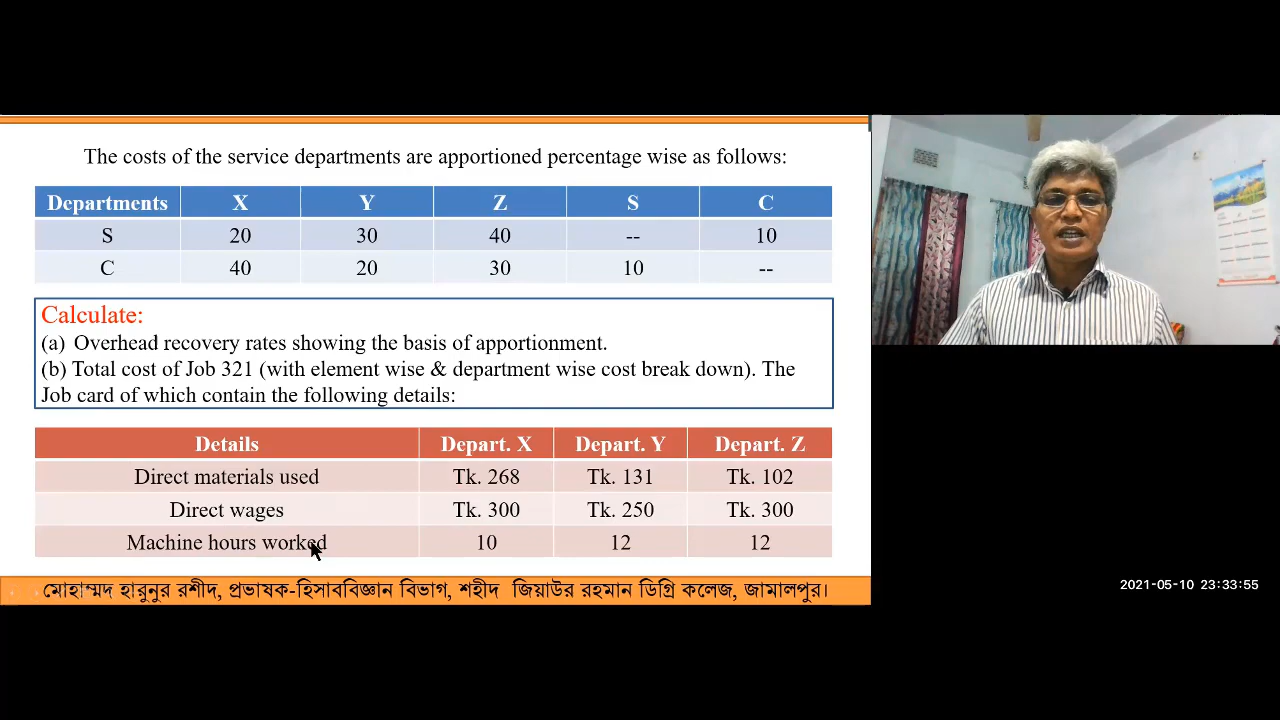 The costs of the service departments are apportioned percentage wise as follows:
Departments X Y Z S C
S 20 30 40 -- 10
C 40 20 30 10 --
Calculate:
(a) Overhead recovery rates showing the basis of apportionment.
(b) Total cost of Job 321 (with element wise & department wise cost break down). The
Job card of which contain the following details:
Details Depart. X Depart. Y Depart. Z
Direct materials used Tk. 268 Tk. 131 Tk. 102
Direct wages Tk. 300 Tk. 250 Tk. 300
Machine hours worked 10 12 12
মোহাম্মদ হারুনুর রশীদ, প্রভাষক-হিসাববিজ্ঞান বিভাগ, শহীদ জিয়াউর রহমান ডিগ্রি কলেজ, জামালপুর।
2021-05-10 23:33:55